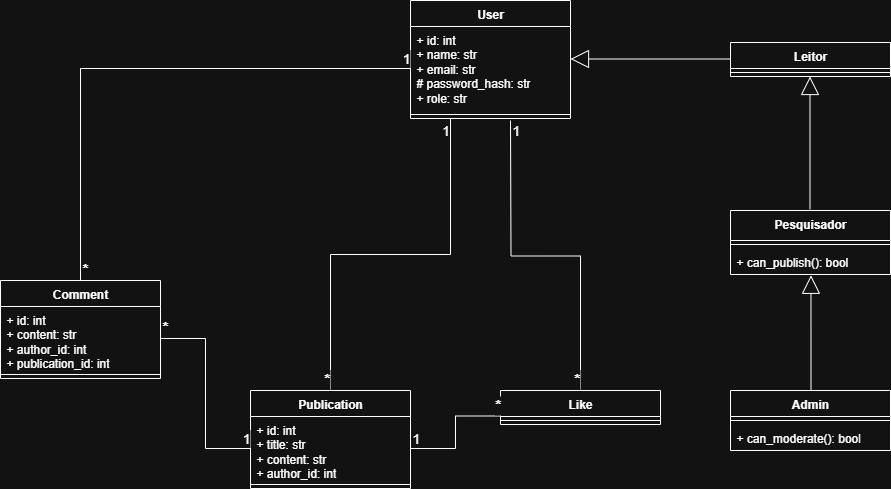 User
+ id: int
+ name: str
+ email: str
# password_hash: str
+ role: str
1
1
1
Leitor
Pesquisador
+ can_publish(): bool
*
Comment
+ id: int
+ content: str
+ author_id: int
+ publication_id: int
*
*
*
Publication
+ id: int
+ title: str
+ content: str
+ author_id: int
1
1
*
Like
Admin
+ can_moderate(): bool